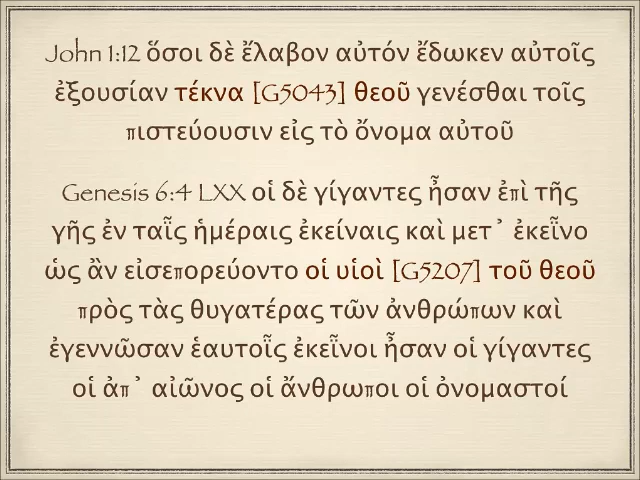 John 1:12 ὅσοι δὲ ἔλαβον αὐτόν ἔδωκεν αὐτοῖς
ἐξουσίαν τέκνα [G5043] θεοῦ γενέσθαι τοῖς
πιστεύουσιν εἰς τὸ ὄνομα αὐτοῦ
Genesis 6:4 LXX οἱ δὲ γίγαντες ἦσαν ἐπὶ τῆς
γῆς ἐν ταῖς ἡμέραις ἐκείναις καὶ μετ᾽ ἐκεῖνο
ὡς ἂν εἰσεπορεύοντο οἱ υἱοὶ [G5207] τοῦ θεοῦ
πρὸς τὰς θυγατέρας τῶν ἀνθρώπων καὶ
ἐγεννῶσαν ἑαυτοῖς ἐκεῖνοι ἦσαν οἱ γίγαντες
οἱ ἀπ᾽ αἰῶνος οἱ ἄνθρωποι οἱ ὀνομαστοί